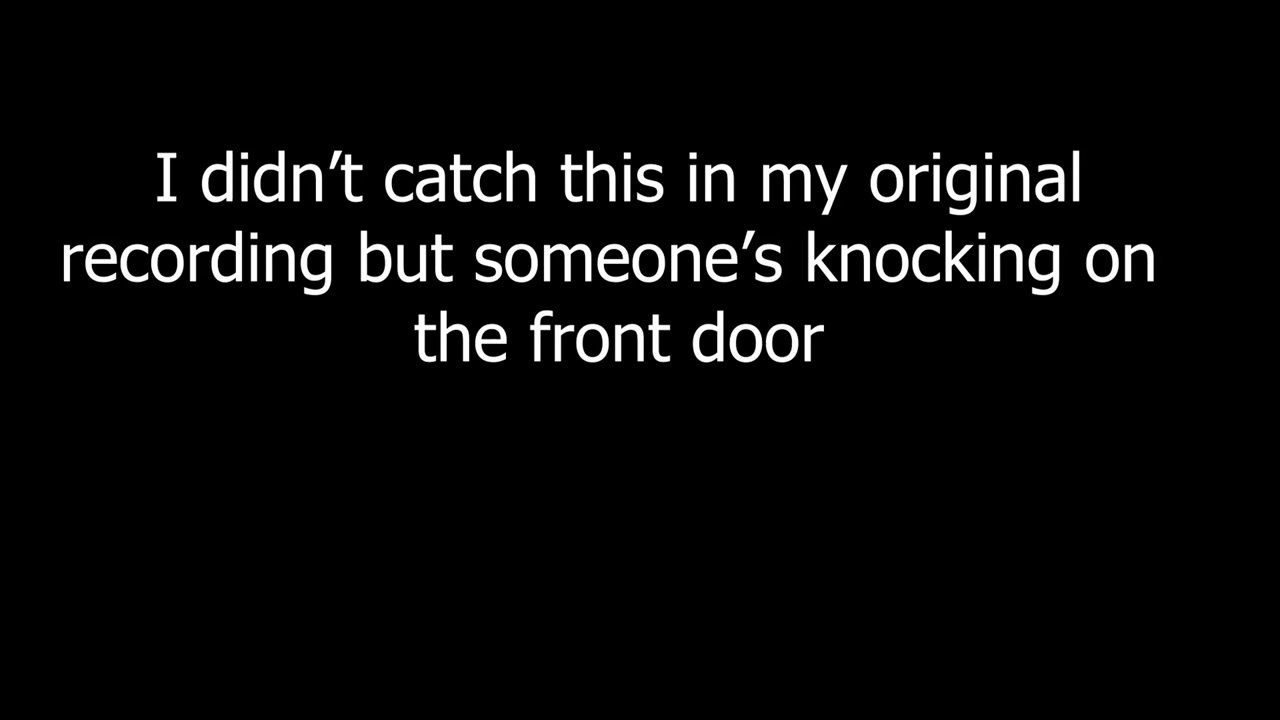 I didn’t catch this in my original
recording but someone’s knocking on
the front door